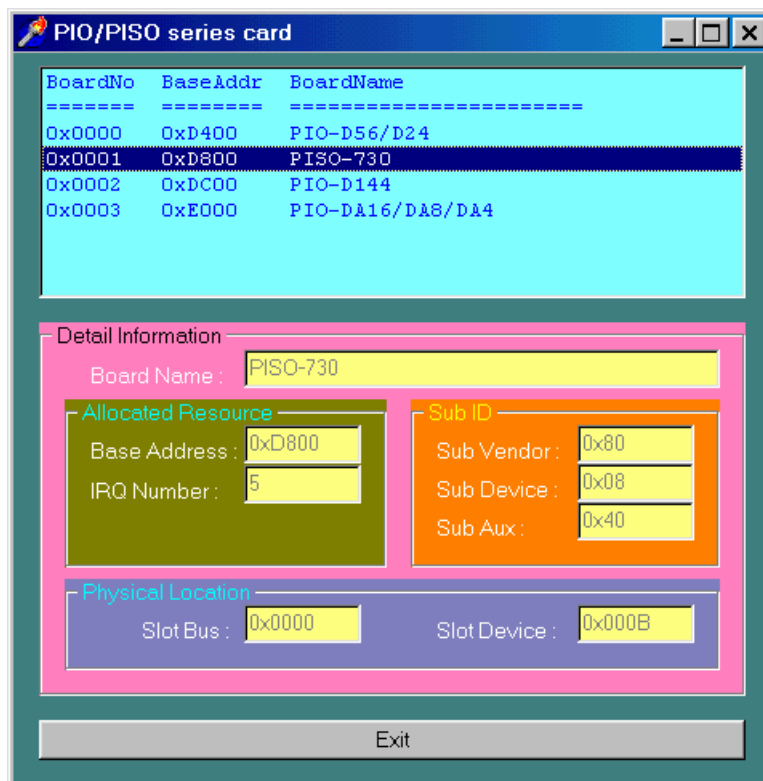 PIO/PISO series card
BoardNo BaseAddr BoardName
======= ======== =======================
0x0000 0xD400 PIO-D56/D24
0x0001 0xD800 PISO-730
0x0002 0xDC00 PIO-D144
0x0003 0xE000 PIO-DA16/DA8/DA4
Detail Information
Board Name : PISO-730
Allocated Resource
Base Address : 0xD800
IRQ Number : 5
Sub ID
Sub Vendor : 0x80
Sub Device : 0x08
Sub Aux : 0x40
Physical Location
Slot Bus : 0x0000 Slot Device : 0x000B
Exit